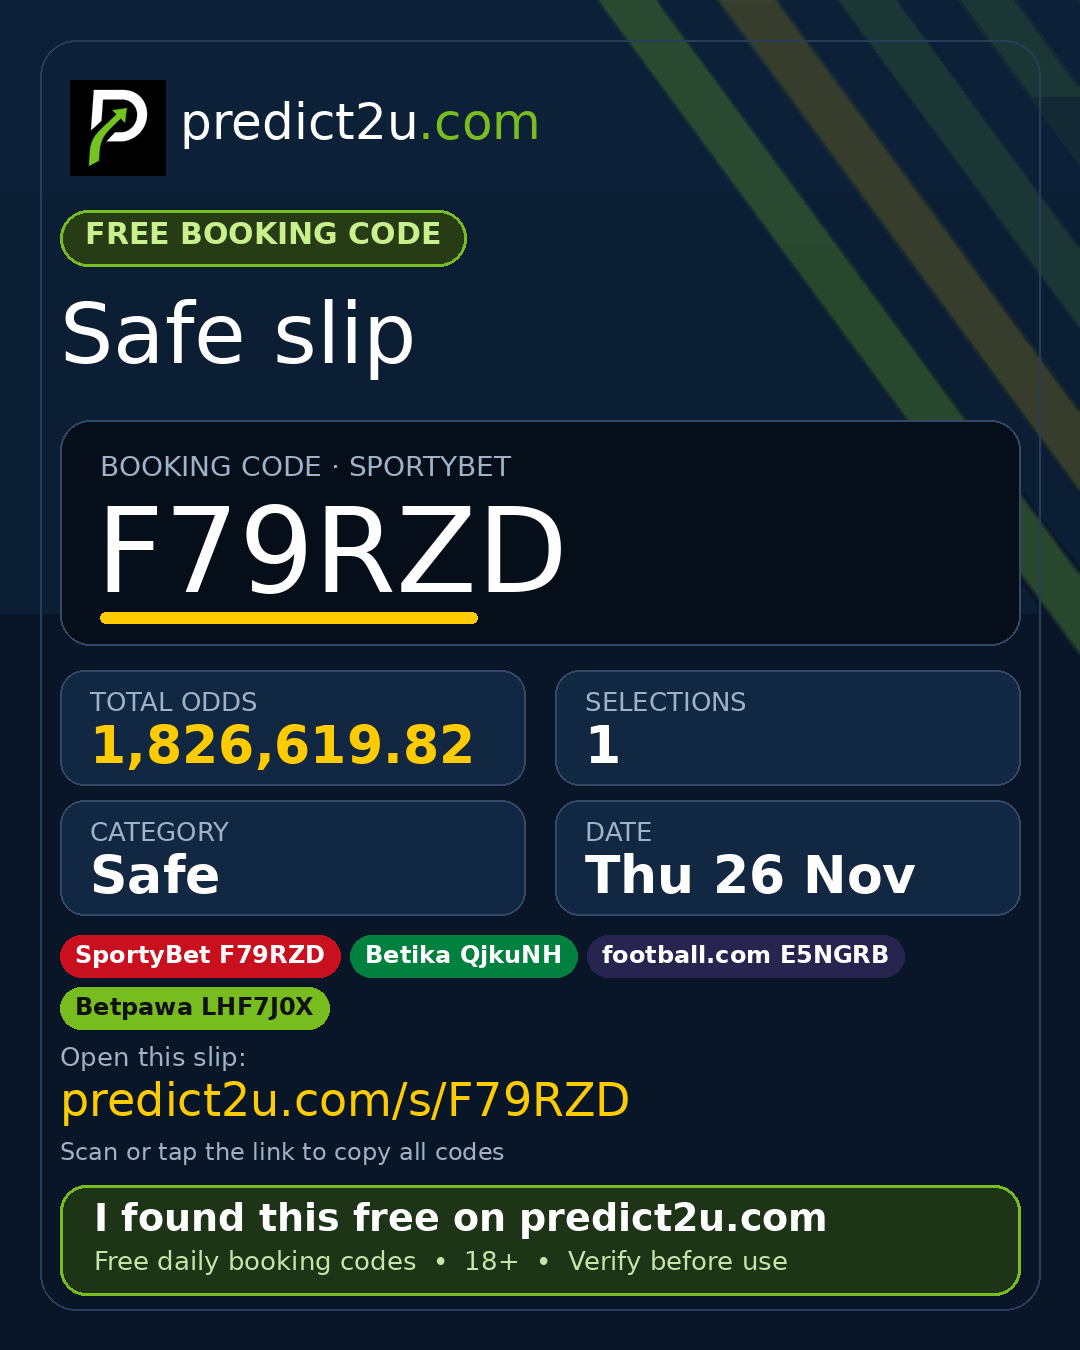 predict2u.com
FREE BOOKING CODE
Safe slip
BOOKING CODE · SPORTYBET
F79RZD
TOTAL ODDS
1,826,619.82
SELECTIONS
1
CATEGORY
Safe
DATE
Thu 26 Nov
SportyBet F79RZD
Betika QjkuNH
football.com E5NGRB
Betpawa LHF7J0X
Open this slip:
predict2u.com/s/F79RZD
Scan or tap the link to copy all codes
I found this free on predict2u.com
Free daily booking codes • 18+ • Verify before use